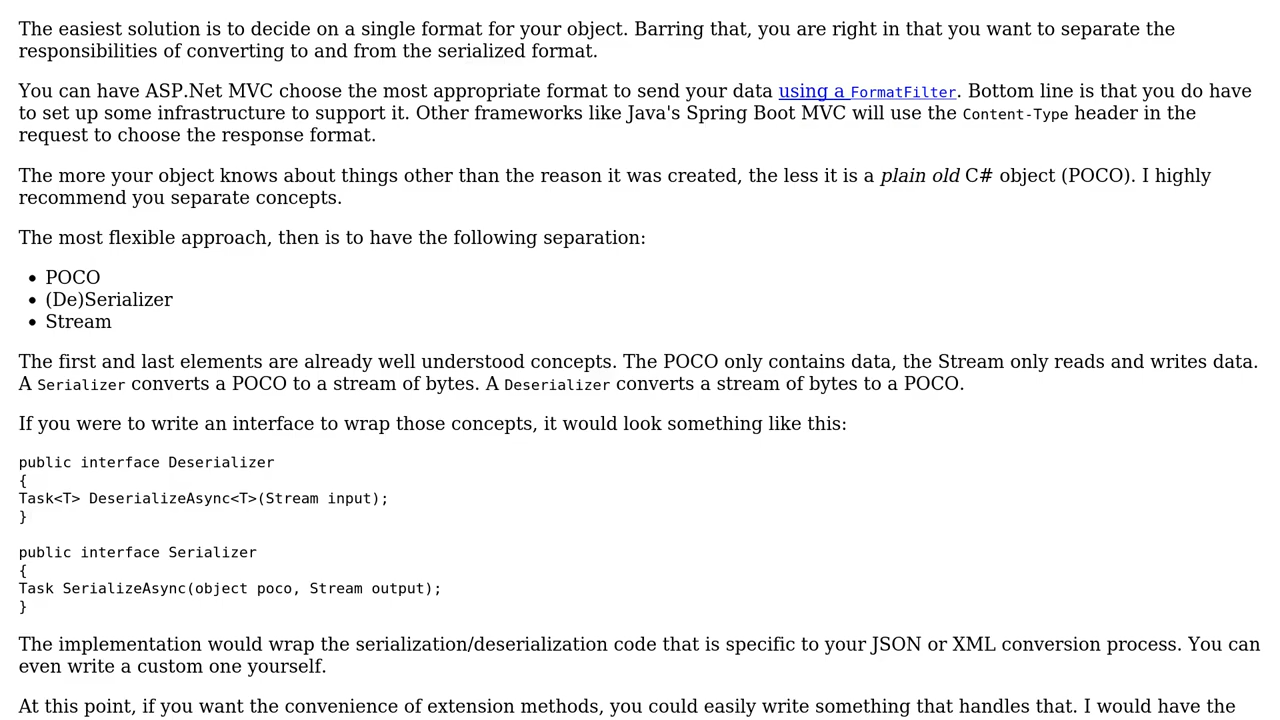 The easiest solution is to decide on a single format for your object. Barring that, you are right in that you want to separate the
responsibilities of converting to and from the serialized format.
You can have ASP.Net MVC choose the most appropriate format to send your data using a FormatFilter. Bottom line is that you do have
to set up some infrastructure to support it. Other frameworks like Java's Spring Boot MVC will use the Content-Type header in the
request to choose the response format.
The more your object knows about things other than the reason it was created, the less it is a plain old C# object (POCO). I highly
recommend you separate concepts.
The most flexible approach, then is to have the following separation:
• POCO
• (De)Serializer
• Stream
The first and last elements are already well understood concepts. The POCO only contains data, the Stream only reads and writes data.
A Serializer converts a POCO to a stream of bytes. A Deserializer converts a stream of bytes to a POCO.
If you were to write an interface to wrap those concepts, it would look something like this:
public interface Deserializer
{
Task<T> DeserializeAsync<T>(Stream input);
}
public interface Serializer
{
Task SerializeAsync(object poco, Stream output);
}
The implementation would wrap the serialization/deserialization code that is specific to your JSON or XML conversion process. You can
even write a custom one yourself.
At this point, if you want the convenience of extension methods, you could easily write something that handles that. I would have the